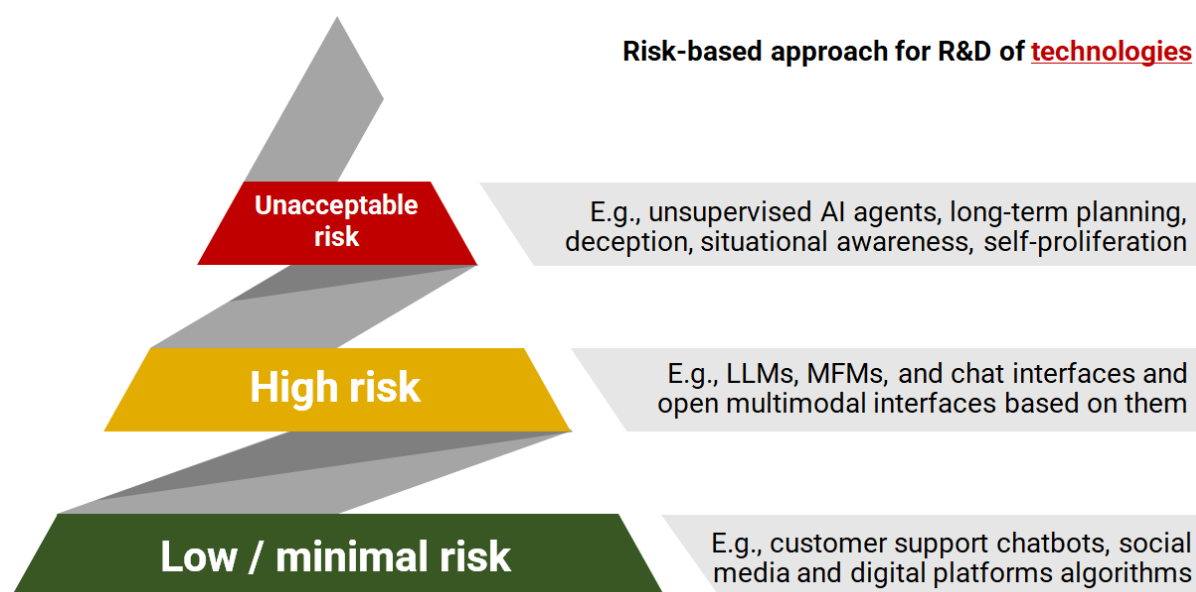 Risk-based approach for R&D of technologies
Unacceptable
risk
E.g., unsupervised AI agents, long-term planning,
deception, situational awareness, self-proliferation
High risk
E.g., LLMs, MFMs, and chat interfaces and
open multimodal interfaces based on them
Low / minimal risk
E.g., customer support chatbots, social
media and digital platforms algorithms